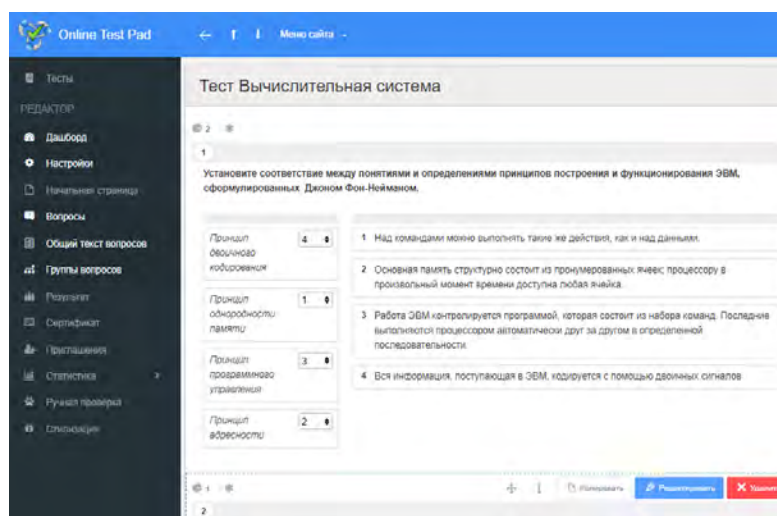 Online Test Pad
Меню сайта
Тесты
РЕДАКТОР
Дашборд
Настройки
Начальная страница
Вопросы
Общий текст вопросов
Группы вопросов
Результат
Сертификат
Приглашения
Статистика
Ручная проверка
Стилизация
Тест Вычислительная система
2
1
Установите соответствие между понятиями и определениями принципов построения и функционирования ЭВМ,
сформулированных Джоном Фон-Нейманом.
Принцип двоичного кодирования
4
Принцип однородности памяти
1
Принцип программного управления
3
Принцип адресности
2
1 Над командами можно выполнять такие же действия, как и над данными.
2 Основная память структурно состоит из пронумерованных ячеек; процессору в
произвольный момент времени доступна любая ячейка
3 Работа ЭВМ контролируется программой, которая состоит из набора команд. Последние
выполняются процессором автоматически друг за другом в определенной
последовательности.
4 Вся информация, поступающая в ЭВМ, кодируется с помощью двоичных сигналов
Копировать
Редактировать
2